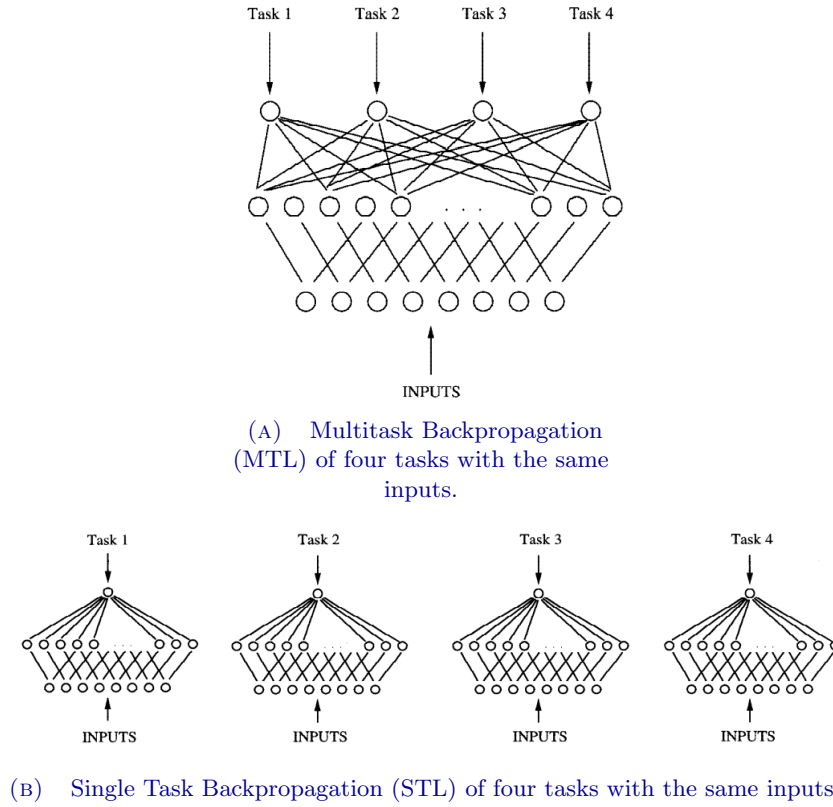 Task 1 Task 2 Task 3 Task 4
. . .
INPUTS
(A) Multitask Backpropagation
(MTL) of four tasks with the same
inputs.
Task 1 Task 2 Task 3 Task 4
. . . . . . . . . . . .
INPUTS INPUTS INPUTS INPUTS
(B) Single Task Backpropagation (STL) of four tasks with the same inputs